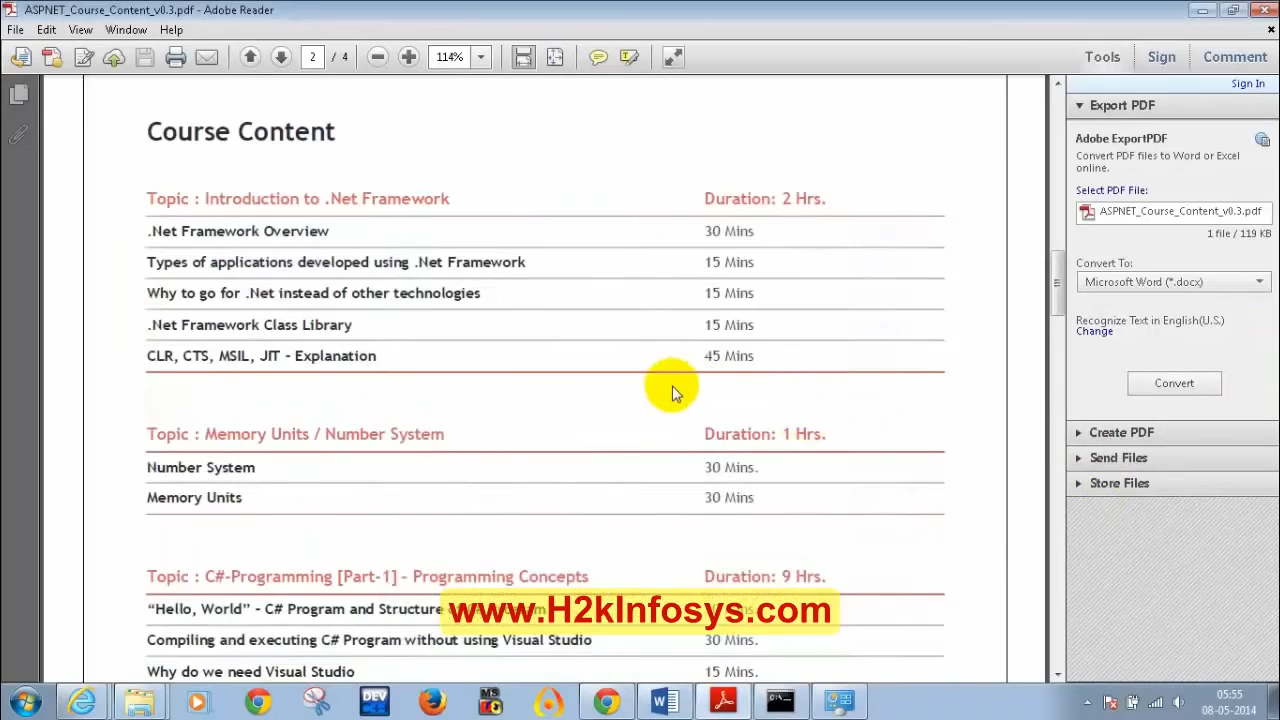 ASPNET_Course_Content_v0.3.pdf - Adobe Reader
File Edit View Window Help
2 / 4 114% Tools Sign Comment
Sign In
Export PDF
Adobe ExportPDF
Convert PDF files to Word or Excel online.
Select PDF File:
ASPNET_Course_Content_v0.3.pdf
1 file / 119 KB
Convert To:
Microsoft Word (*.docx)
Recognize Text in English(U.S.)
Change
Convert
Create PDF
Send Files
Store Files
Course Content
Topic : Introduction to .Net Framework Duration: 2 Hrs.
.Net Framework Overview 30 Mins
Types of applications developed using .Net Framework 15 Mins
Why to go for .Net instead of other technologies 15 Mins
.Net Framework Class Library 15 Mins
CLR, CTS, MSIL, JIT - Explanation 45 Mins
Topic : Memory Units / Number System Duration: 1 Hrs.
Number System 30 Mins.
Memory Units 30 Mins
Topic : C#-Programming [Part-1] – Programming Concepts Duration: 9 Hrs.
“Hello, World” - C# Program and Structure
www.H2kInfosys.com
Compiling and executing C# Program without using Visual Studio 30 Mins.
Why do we need Visual Studio 15 Mins.
DEV
MS
05:55
08-05-2014